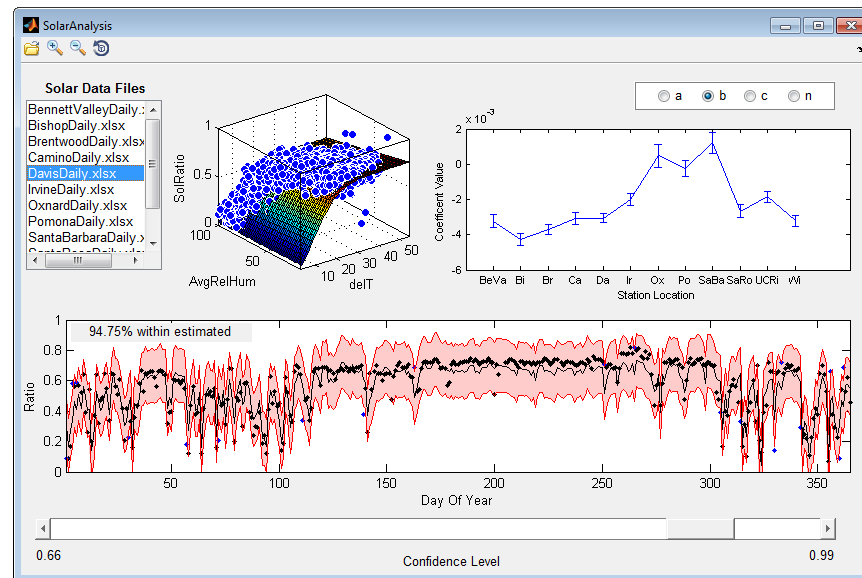 SolarAnalysis
Solar Data Files
BennettValleyDaily.
BishopDaily.xlsx
BrentwoodDaily.xlsx
CaminoDaily.xlsx
DavisDaily.xlsx
IrvineDaily.xlsx
OxnardDaily.xlsx
PomonaDaily.xlsx
SantaBarbaraDaily.
SolRatio
1
0.5
0
100
50
AvgRelHum
10 20 30 40 50
delT
a b c n
x 10⁻³
Coefficent Value
2
0
-2
-4
-6
BeVa Bi Br Ca Da Ir Ox Po SaBa SaRo UCRi Wi
Station Location
94.75% within estimated
Ratio
1
0.8
0.6
0.4
0.2
0
50 100 150 200 250 300 350
Day Of Year
0.66
Confidence Level
0.99